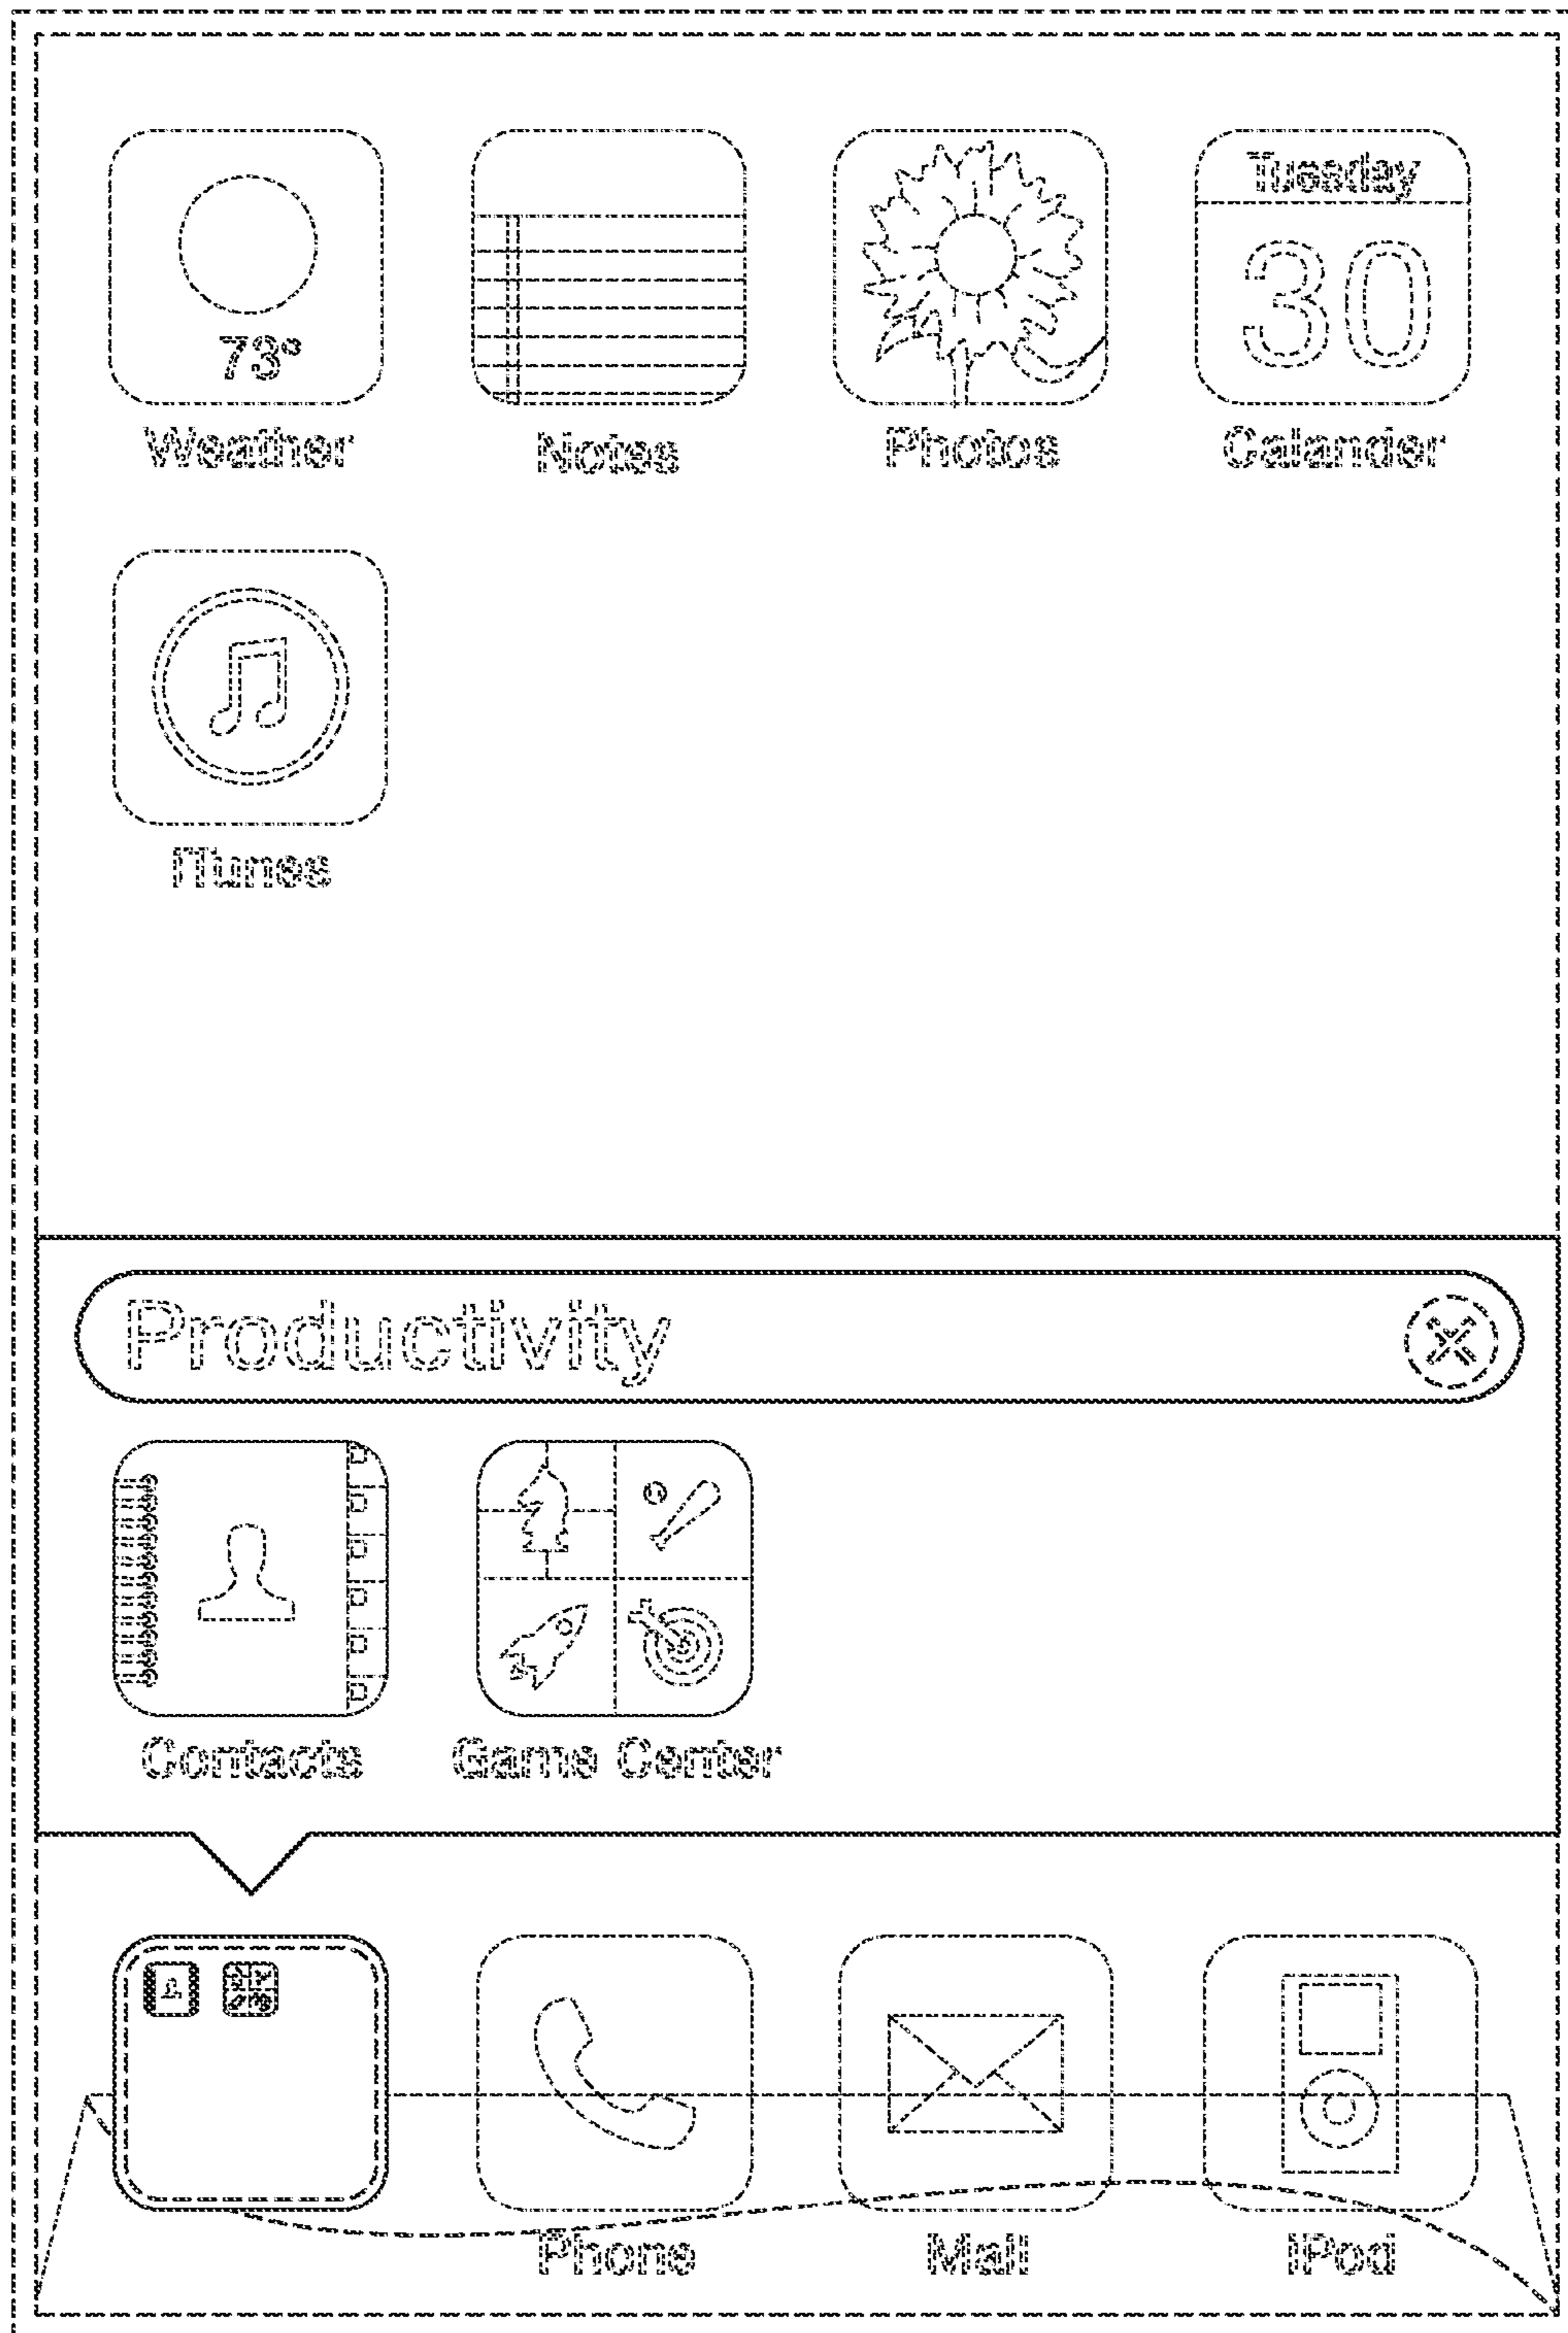 Tuesday
30
73°
Weather Notes Photos Calander
iTunes
Productivity
Contacts Game Center
Phone Mail iPod